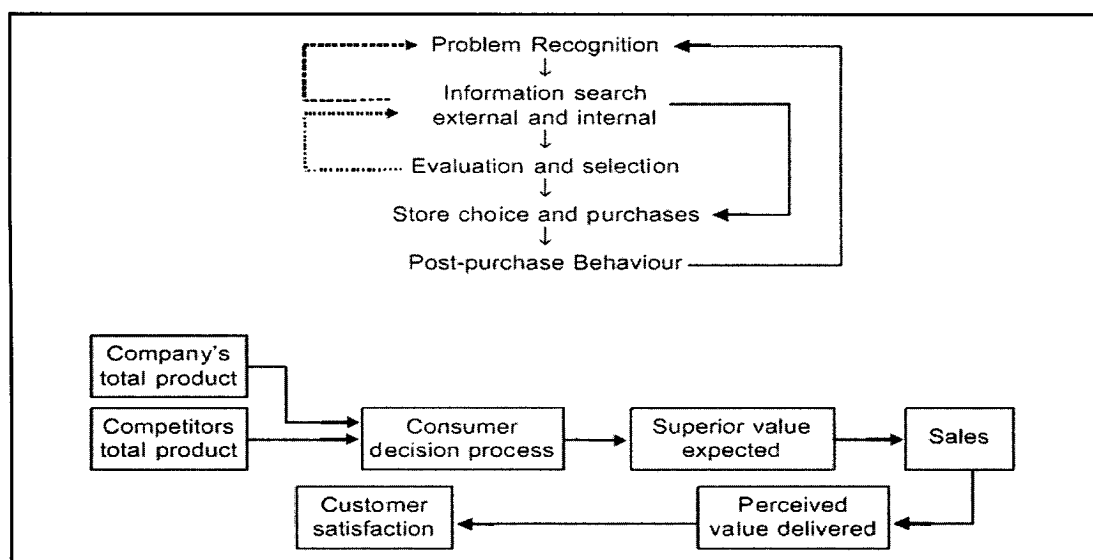 Problem Recognition
Information search
external and internal
Evaluation and selection
Store choice and purchases
Post-purchase Behaviour
Company's
total product
Competitors
total product
Consumer
decision process
Superior value
expected
Sales
Customer
satisfaction
Perceived
value delivered